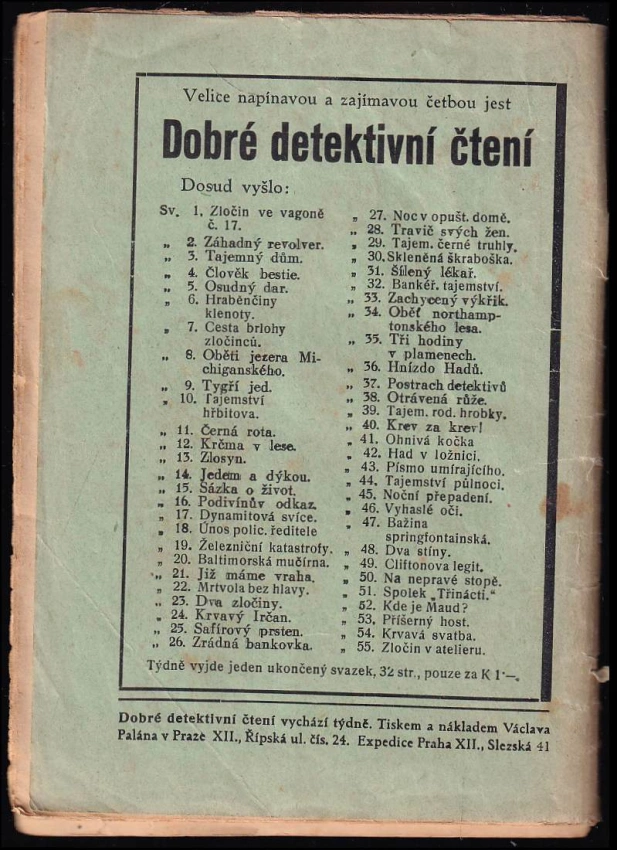 Velice napínavou a zajímavou četbou jest
Dobré detektivní čtení
Dosud vyšlo:
Sv. 1. Zločin ve vagoně
č. 17.
„ 2. Záhadný revolver.
„ 3. Tajemný dům.
„ 4. Člověk bestie.
„ 5. Osudný dar.
„ 6. Hraběnčiny
klenoty.
„ 7. Cesta brlohy
zločinců.
„ 8. Oběti jezera Mi-
chiganského.
„ 9. Tygří jed.
„ 10. Tajemství
hřbitova.
„ 11. Černá rota.
„ 12. Krčma v lese.
„ 13. Zlosyn.
„ 14. Jedem a dýkou.
„ 15. Sázka o život.
„ 16. Podivínův odkaz.
„ 17. Dynamitová svíce.
„ 18. Únos polic. ředitele
„ 19. Železniční katastrofy.
„ 20. Baltimorská mučírna.
„ 21. Již máme vraha.
„ 22. Mrtvola bez hlavy.
„ 23. Dva zločiny.
„ 24. Krvavý Irčan.
„ 25. Safírový prsten.
„ 26. Zrádná bankovka.
„ 27. Noc v opušt. domě.
„ 28. Travič svých žen.
„ 29. Tajem. černé truhly.
„ 30. Skleněná škraboška.
„ 31. Šílený lékař.
„ 32. Bankéř. tajemství.
„ 33. Zachycený výkřik.
„ 34. Oběť northamp-
tonského lesa.
„ 35. Tři hodiny
v plamenech.
„ 36. Hnízdo Hadů.
„ 37. Postrach detektivů
„ 38. Otrávená růže.
„ 39. Tajem. rod. hrobky.
„ 40. Krev za krev!
„ 41. Ohnivá kočka
„ 42. Had v ložnici.
„ 43. Písmo umírajícího.
„ 44. Tajemství půlnoci.
„ 45. Noční přepadení.
„ 46. Vyhaslé oči.
„ 47. Bažina
springfontainská.
„ 48. Dva stíny.
„ 49. Cliftonova legit.
„ 50. Na nepravé stopě.
„ 51. Spolek „Třinácti."
„ 52. Kde je Maud?
„ 53. Příšerný host.
„ 54. Krvavá svatba.
„ 55. Zločin v atelieru.
Týdně vyjde jeden ukončený svazek, 32 str., pouze za K 1·–.
Dobré detektivní čtení vychází týdně. Tiskem a nákladem Václava
Palána v Praze XII., Řípská ul. čís. 24. Expedice Praha XII., Slezská 41